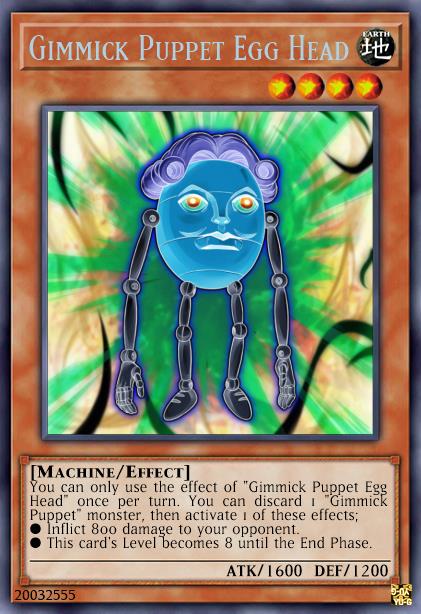 Gimmick Puppet Egg Head
EARTH
地
[Machine/Effect]
You can only use the effect of "Gimmick Puppet Egg
Head" once per turn. You can discard 1 "Gimmick
Puppet" monster, then activate 1 of these effects;
● Inflict 800 damage to your opponent.
● This card's Level becomes 8 until the End Phase.
ATK/1600 DEF/1200
20032555